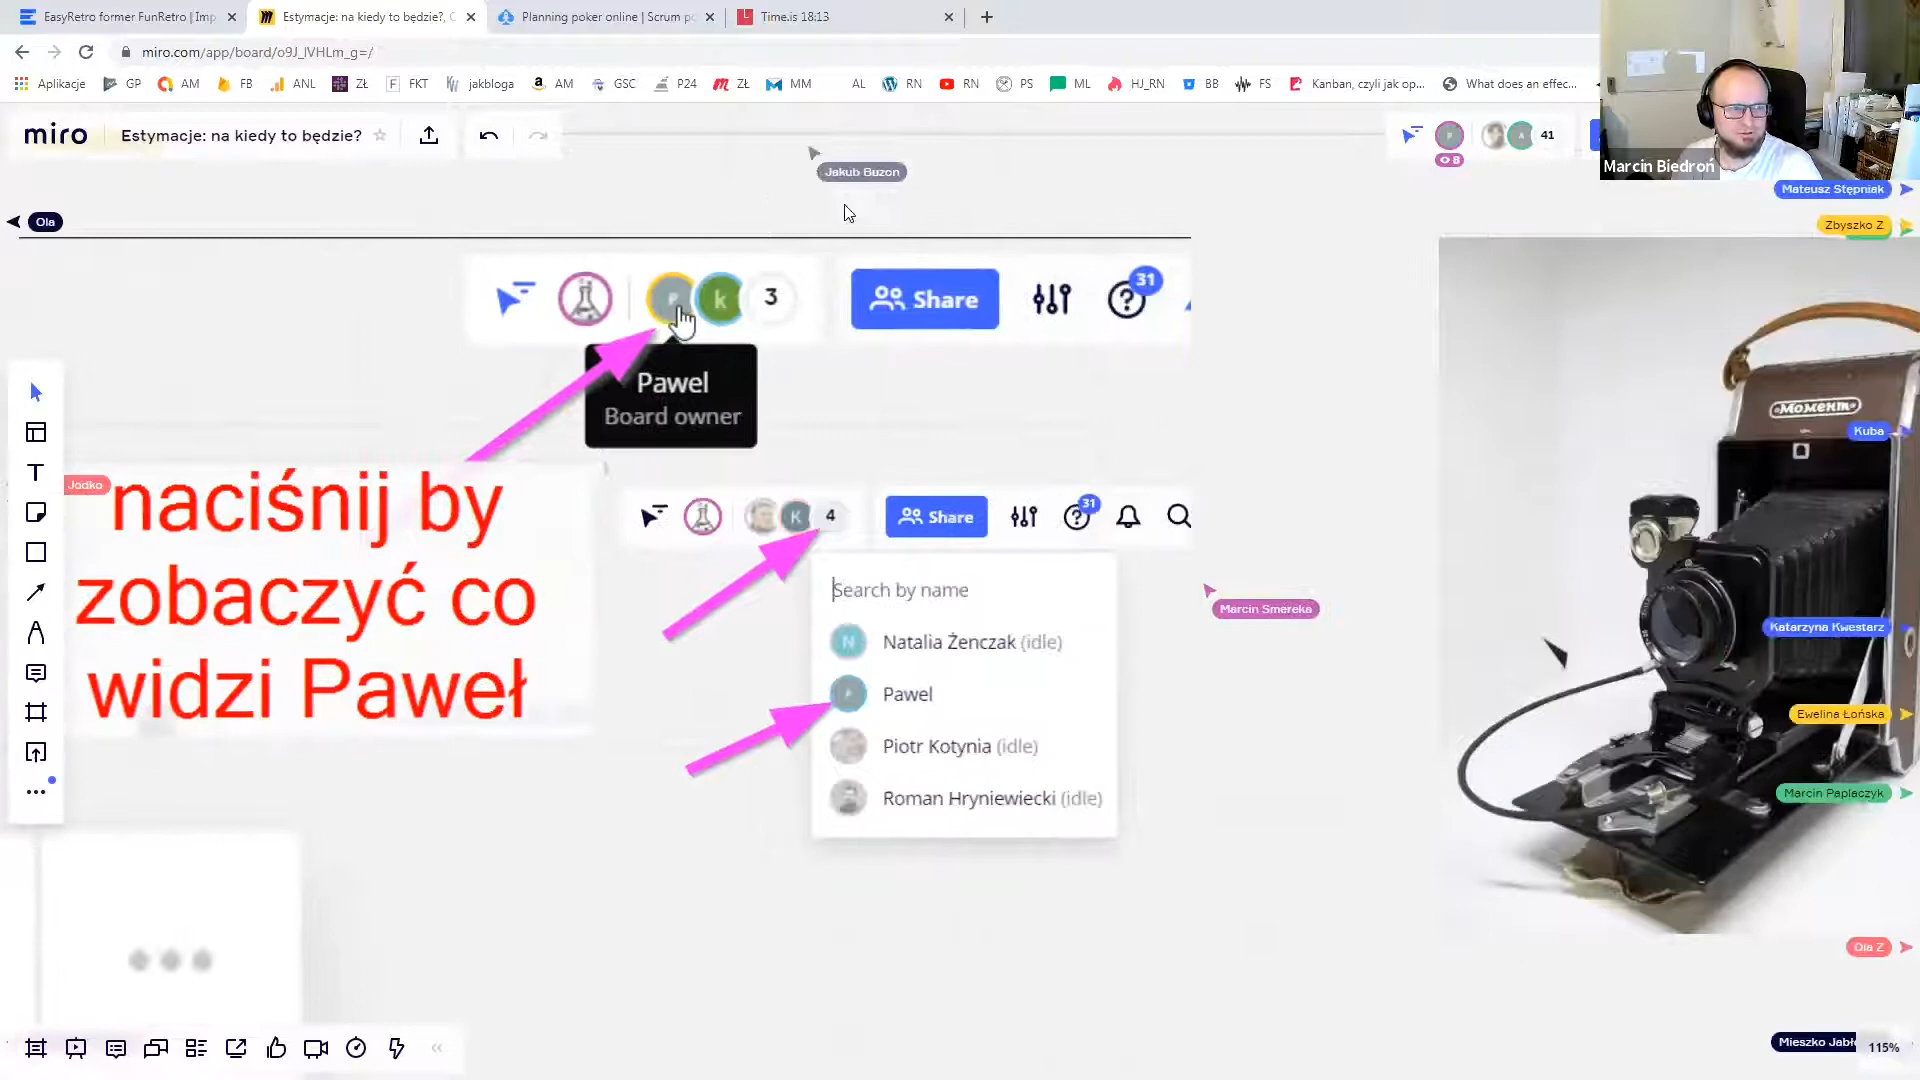 EasyRetro former FunRetro | Imp
Estymacje: na kiedy to będzie?, C
Planning poker online | Scrum po
Time.is 18:13
miro.com/app/board/o9J_lVHLm_g=/
Aplikacje
GP
AM
FB
ANL
ZŁ
FKT
jakbloga
AM
GSC
P24
ZŁ
MM
AL
RN
RN
PS
ML
HJ_RN
BB
FS
Kanban, czyli jak op...
What does an effec...
miro
Estymacje: na kiedy to będzie?
41
8
Marcin Biedroń
Jakub Buzon
Mateusz Stępniak
Ola
Zbyszko Z
P
k
3
Share
31
Pawel
Board owner
Момент
Kuba
Jodko
naciśnij by
zobaczyć co
widzi Paweł
K
4
Share
31
Search by name
N
Natalia Żenczak (idle)
Pawel
Piotr Kotynia (idle)
Roman Hryniewiecki (idle)
Marcin Smereka
Katarzyna Kwestarz
Ewelina Łońska
Marcin Paplaczyk
Ola Z
Mieszko Jabł
115%